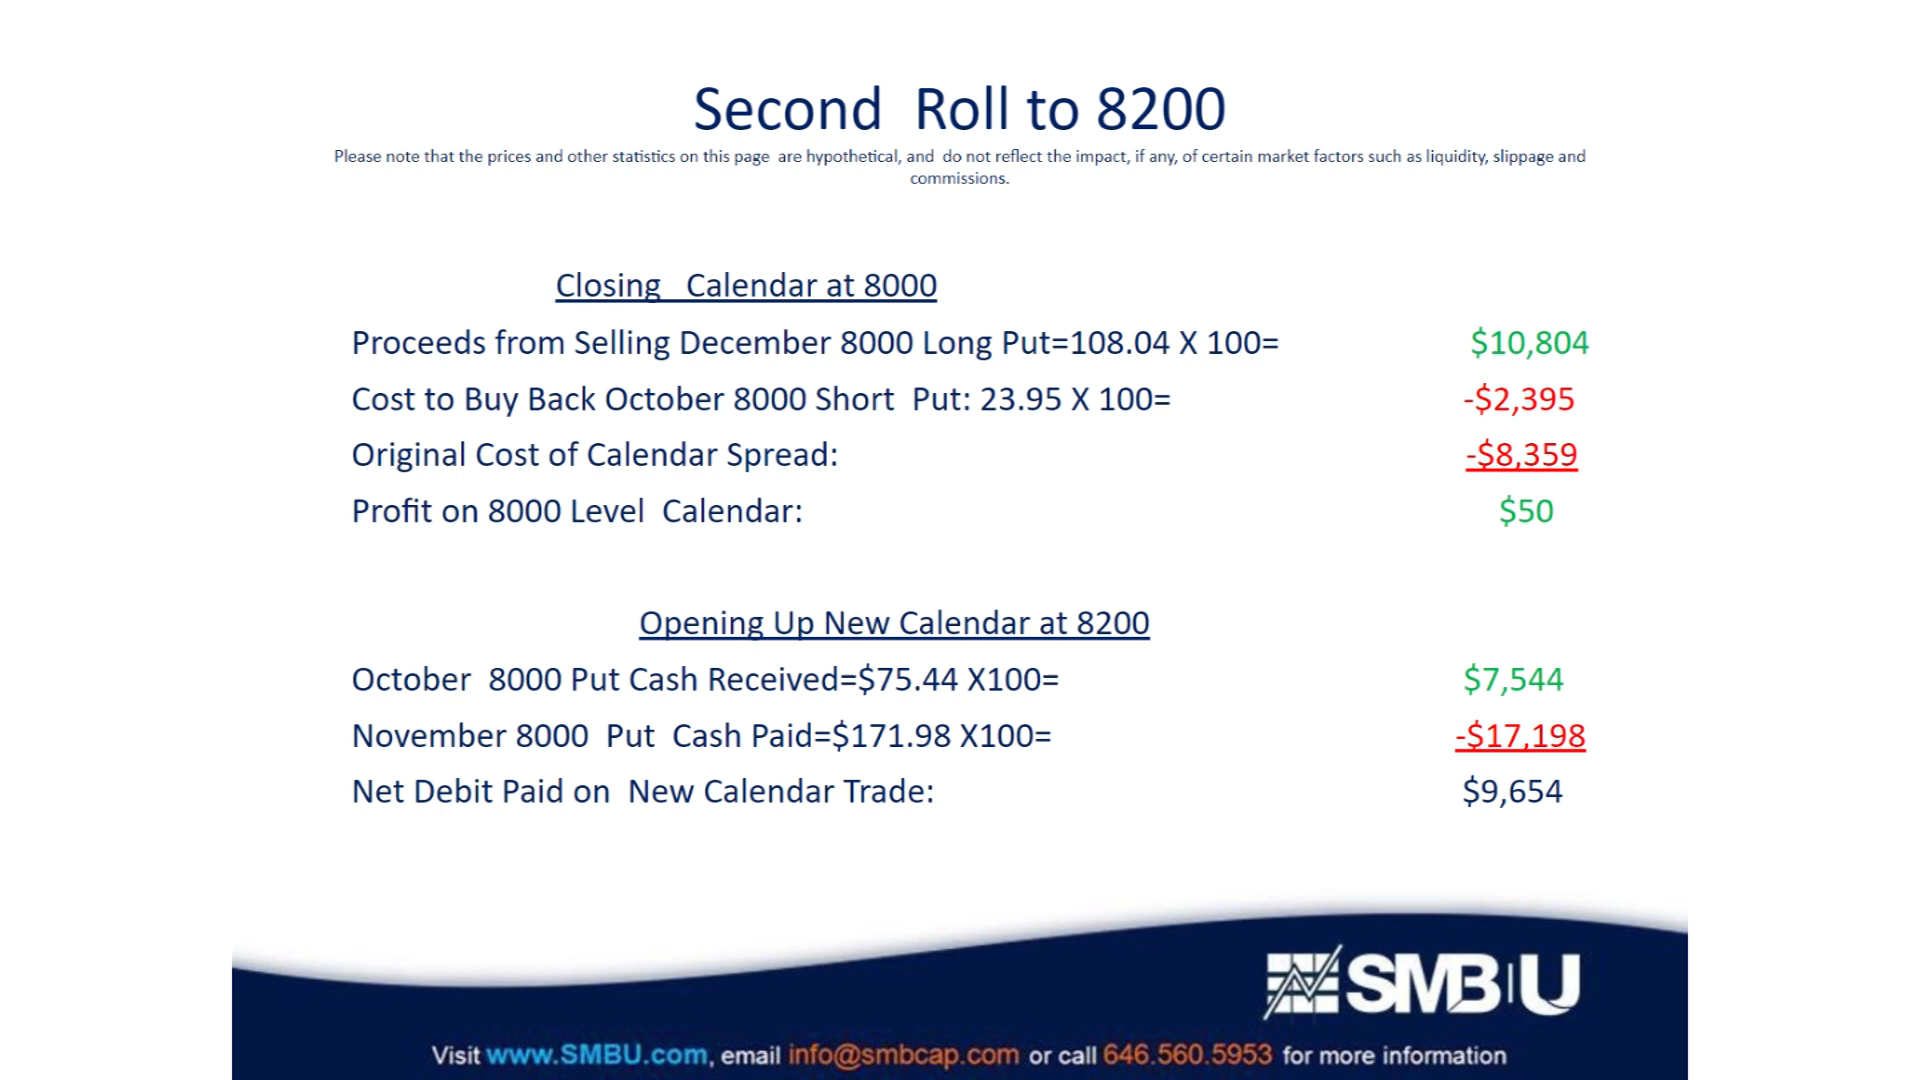 Second Roll to 8200
Please note that the prices and other statistics on this page are hypothetical, and do not reflect the impact, if any, of certain market factors such as liquidity, slippage and
commissions.
Closing Calendar at 8000
Proceeds from Selling December 8000 Long Put=108.04 X 100= $10,804
Cost to Buy Back October 8000 Short Put: 23.95 X 100= -$2,395
Original Cost of Calendar Spread: -$8,359
Profit on 8000 Level Calendar: $50
Opening Up New Calendar at 8200
October 8000 Put Cash Received=$75.44 X100= $7,544
November 8000 Put Cash Paid=$171.98 X100= -$17,198
Net Debit Paid on New Calendar Trade: $9,654
SMB U
Visit www.SMBU.com, email info@smbcap.com or call 646.560.5953 for more information